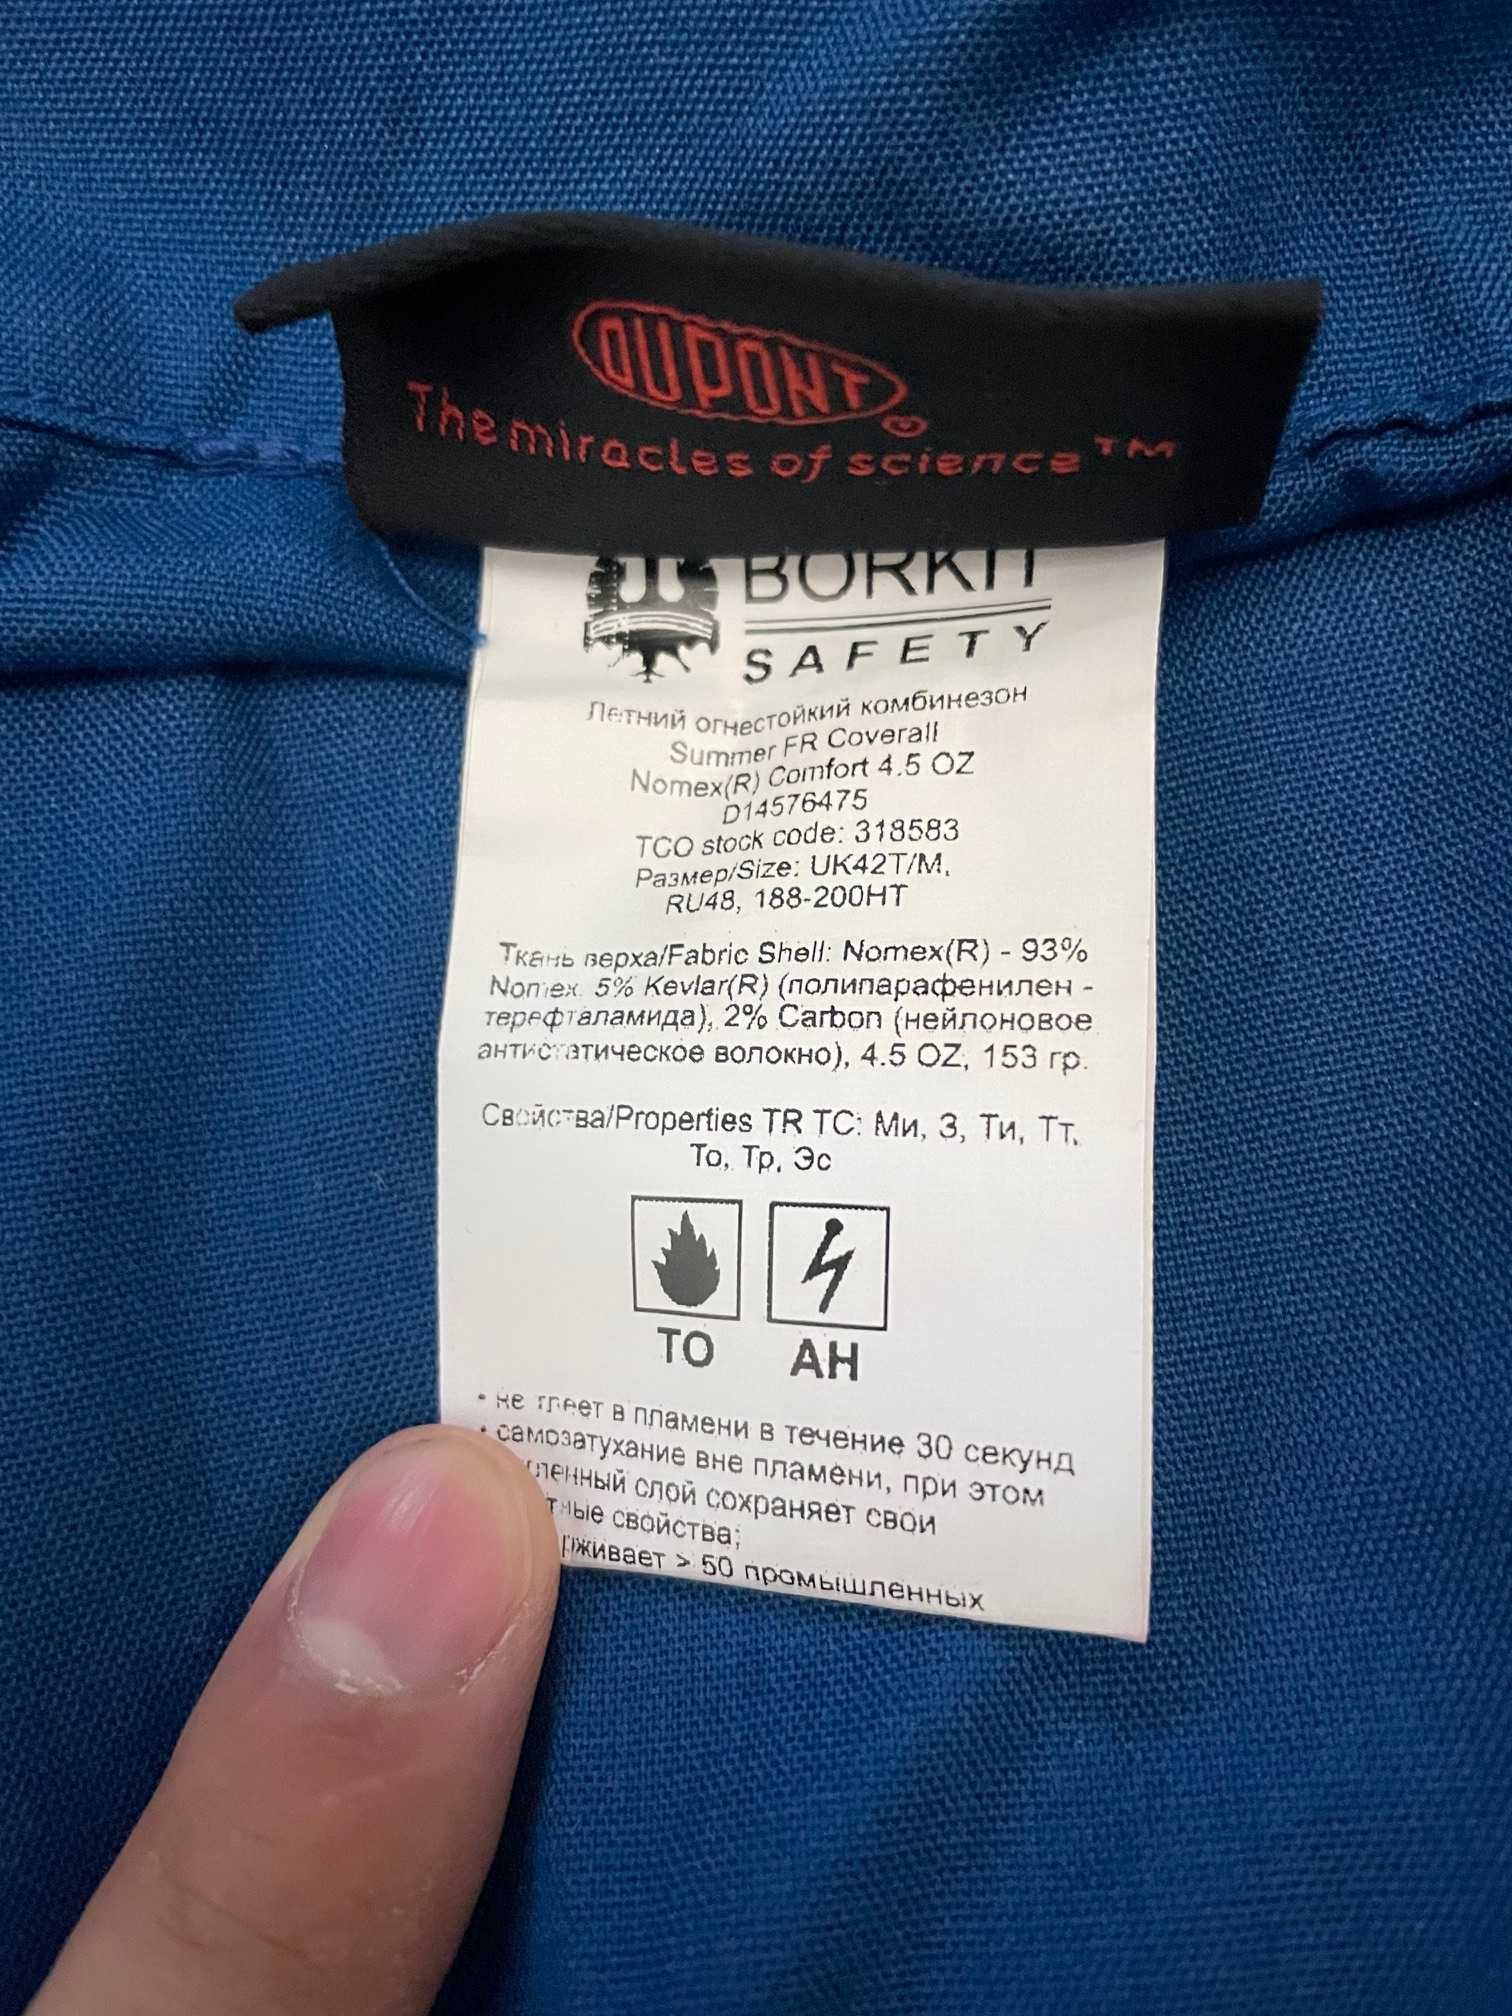 DUPONT®
The miracles of science™
BORKIT
SAFETY
Летний огнестойкий комбинезон
Summer FR Coverall
Nomex(R) Comfort 4.5 OZ
D14576475
TCO stock code: 318583
Размер/Size: UK42T/M,
RU48, 188-200HT
Ткань верха/Fabric Shell: Nomex(R) - 93%
Nomex, 5% Kevlar(R) (полипарафенилен -
терефталамида), 2% Carbon (нейлоновое
антистатическое волокно), 4.5 OZ, 153 гр.
Свойства/Properties TR TC: Ми, З, Ти, Тт,
То, Тр, Эс
ТО АН
• не тлеет в пламени в течение 30 секунд
• самозатухание вне пламени, при этом
слой сохраняет свои
свойства;
> 50 промышленных